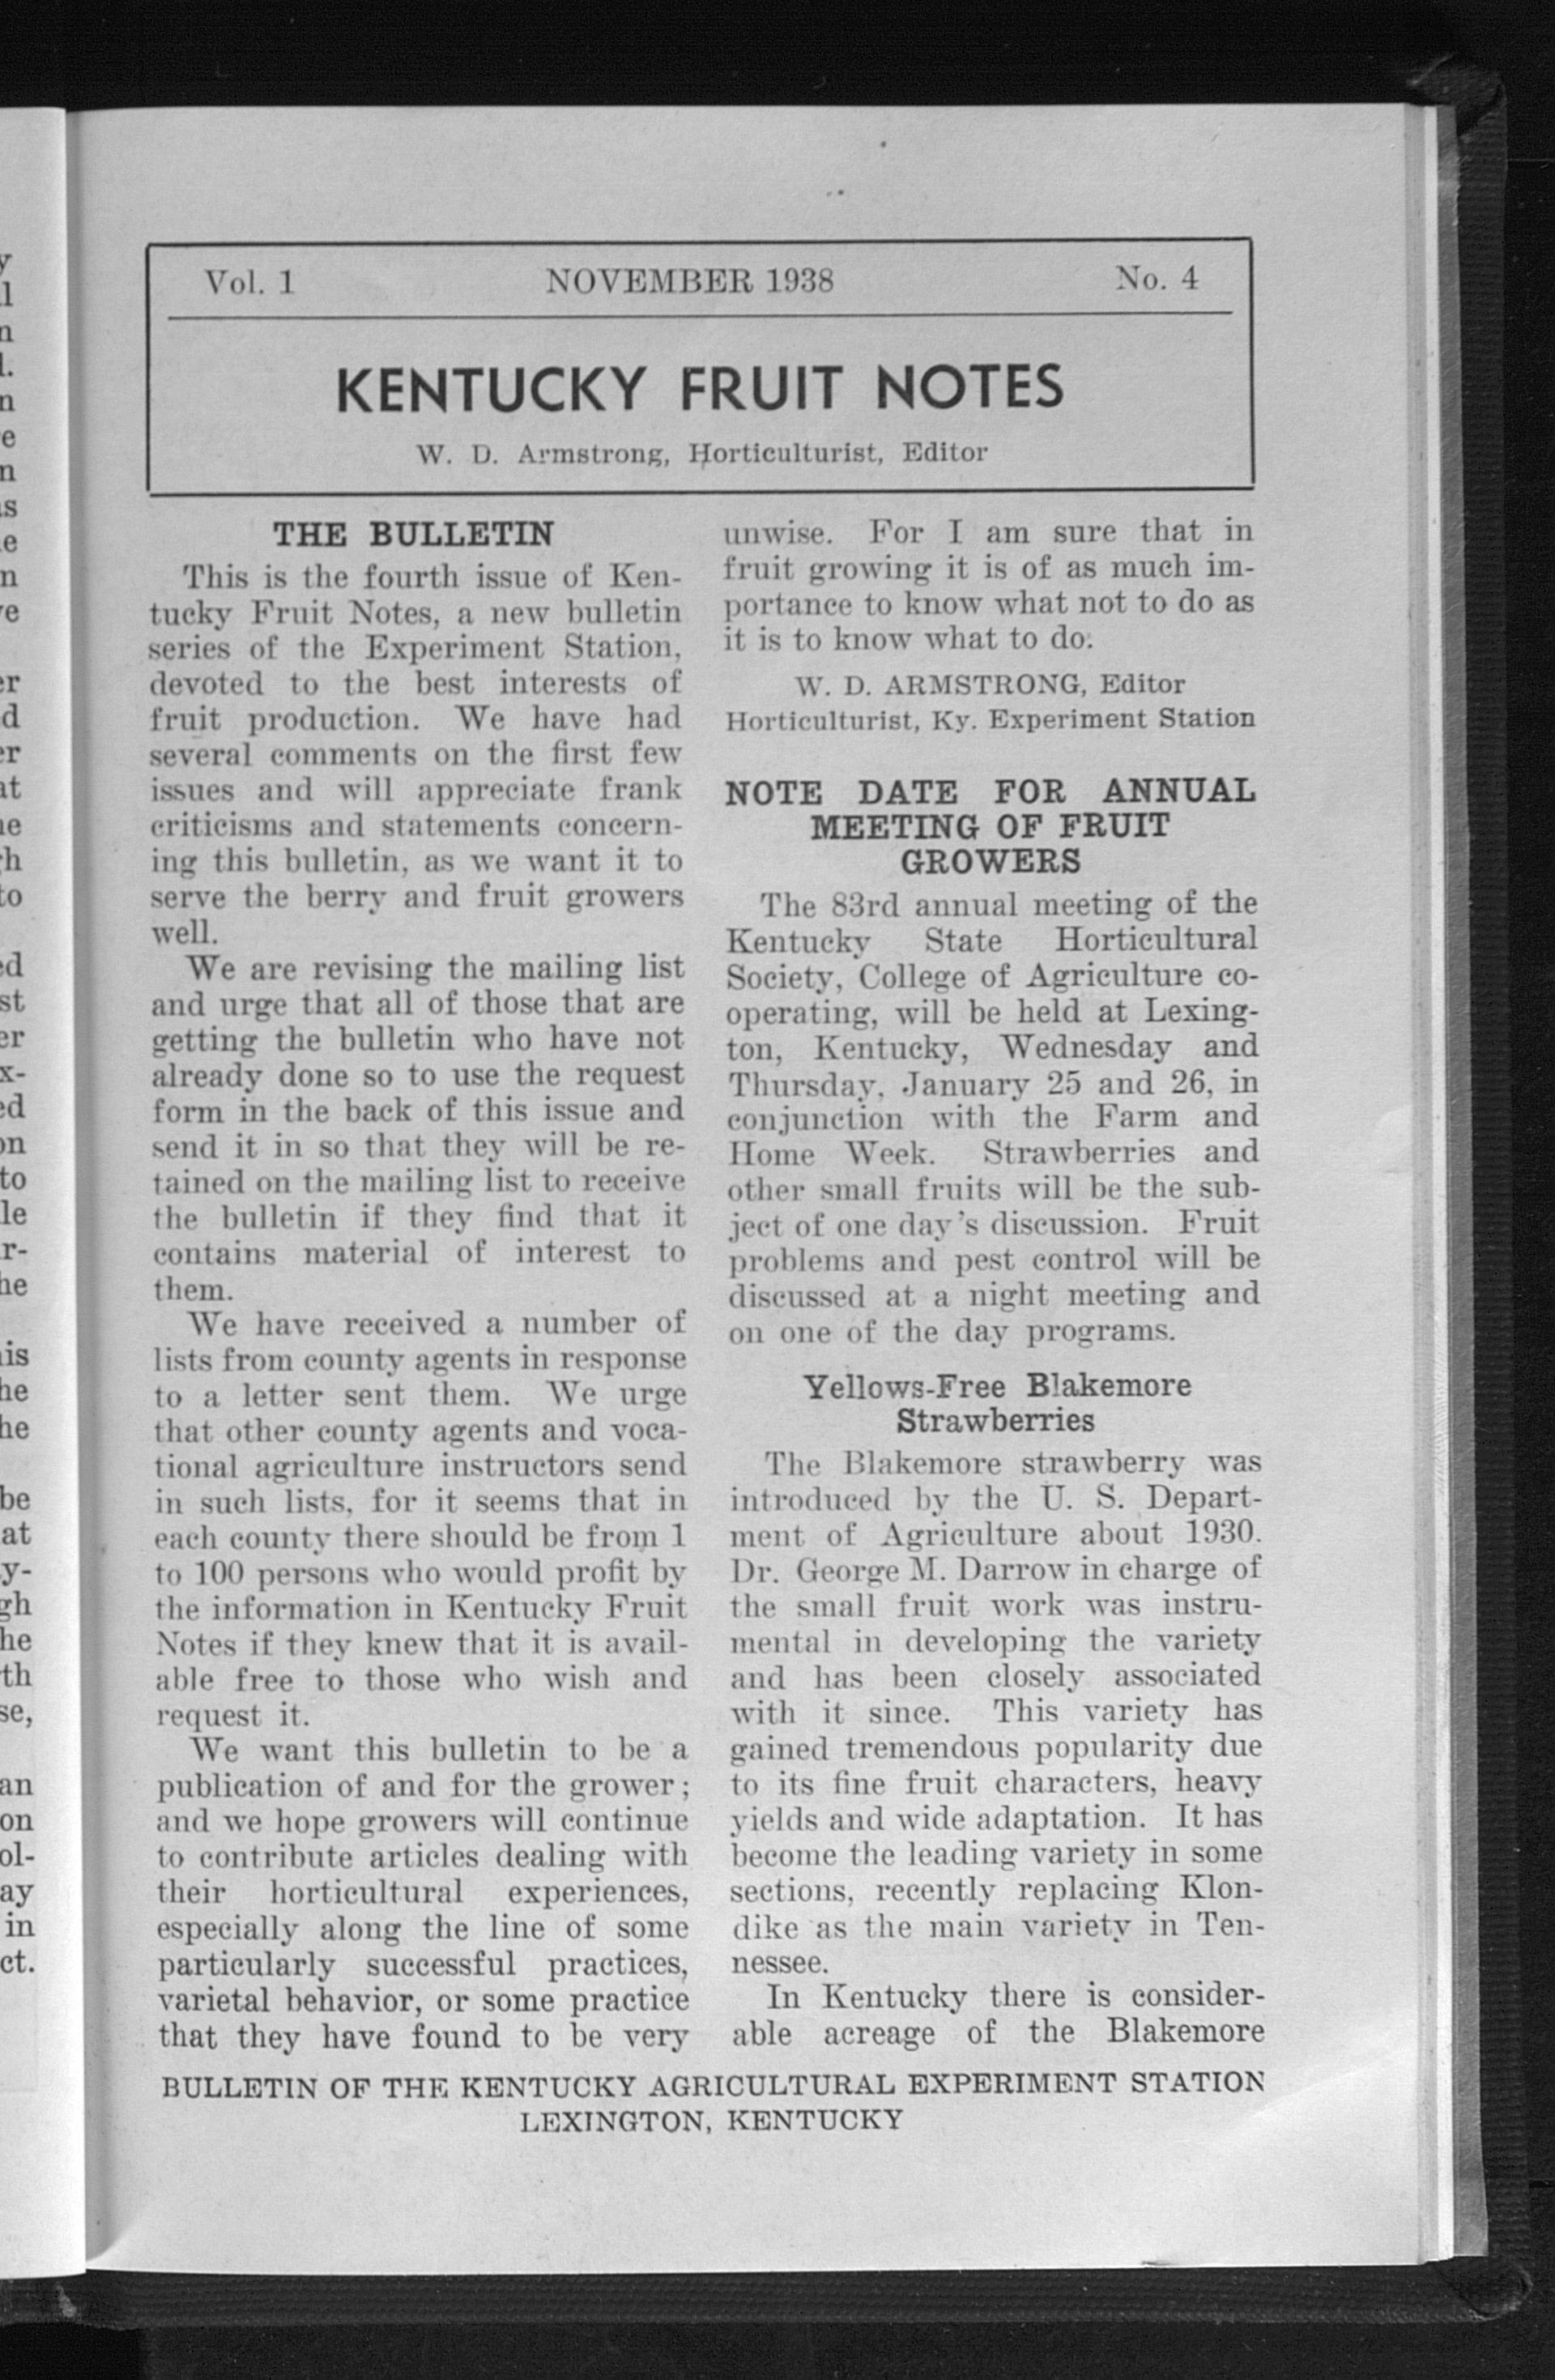 Vol. 1 NOVEMBER 1938 No. 4
KENTUCKY FRUIT NOTES
W. D. Armstrong, Horticulturist, Editor
THE BULLETIN
This is the fourth issue of Ken-
tucky Fruit Notes, a new bulletin
series of the Experiment Station,
devoted to the best interests of
fruit production. We have had
several comments on the first few
issues and will appreciate frank
criticisms and statements concern-
ing this bulletin, as we want it to
serve the berry and fruit growers
well.
We are revising the mailing list
and urge that all of those that are
getting the bulletin who have not
already done so to use the request
form in the back of this issue and
send it in so that they will be re-
tained on the mailing list to receive
the bulletin if they find that it
contains material of interest to
them.
We have received a number of
lists from county agents in response
to a letter sent them. We urge
that other county agents and voca-
tional agriculture instructors send
in such lists, for it seems that in
each county there should be from 1
to 100 persons who would profit by
the information in Kentucky Fruit
Notes if they knew that it is avail-
able free to those who wish and
request it.
We want this bulletin to be a
publication of and for the grower;
and we hope growers will continue
to contribute articles dealing with
their horticultural experiences,
especially along the line of some
particularly successful practices,
varietal behavior, or some practice
that they have found to be very
unwise. For I am sure that in
fruit growing it is of as much im-
portance to know what not to do as
it is to know what to do.
W. D. ARMSTRONG, Editor
Horticulturist, Ky. Experiment Station
NOTE DATE FOR ANNUAL
MEETING OF FRUIT
GROWERS
The 83rd annual meeting of the
Kentucky State Horticultural
Society, College of Agriculture co-
operating, will be held at Lexing-
ton, Kentucky, Wednesday and
Thursday, January 25 and 26, in
conjunction with the Farm and
Home Week. Strawberries and
other small fruits will be the sub-
ject of one day's discussion. Fruit
problems and pest control will be
discussed at a night meeting and
on one of the day programs.
Yellows-Free Blakemore
Strawberries
The Blakemore strawberry was
introduced by the U. S. Depart-
ment of Agriculture about 1930.
Dr. George M. Darrow in charge of
the small fruit work was instru-
mental in developing the variety
and has been closely associated
with it since. This variety has
gained tremendous popularity due
to its fine fruit characters, heavy
yields and wide adaptation. It has
become the leading variety in some
sections, recently replacing Klon-
dike as the main variety in Ten-
nessee.
In Kentucky there is consider-
able acreage of the Blakemore
BULLETIN OF THE KENTUCKY AGRICULTURAL EXPERIMENT STATION
LEXINGTON, KENTUCKY